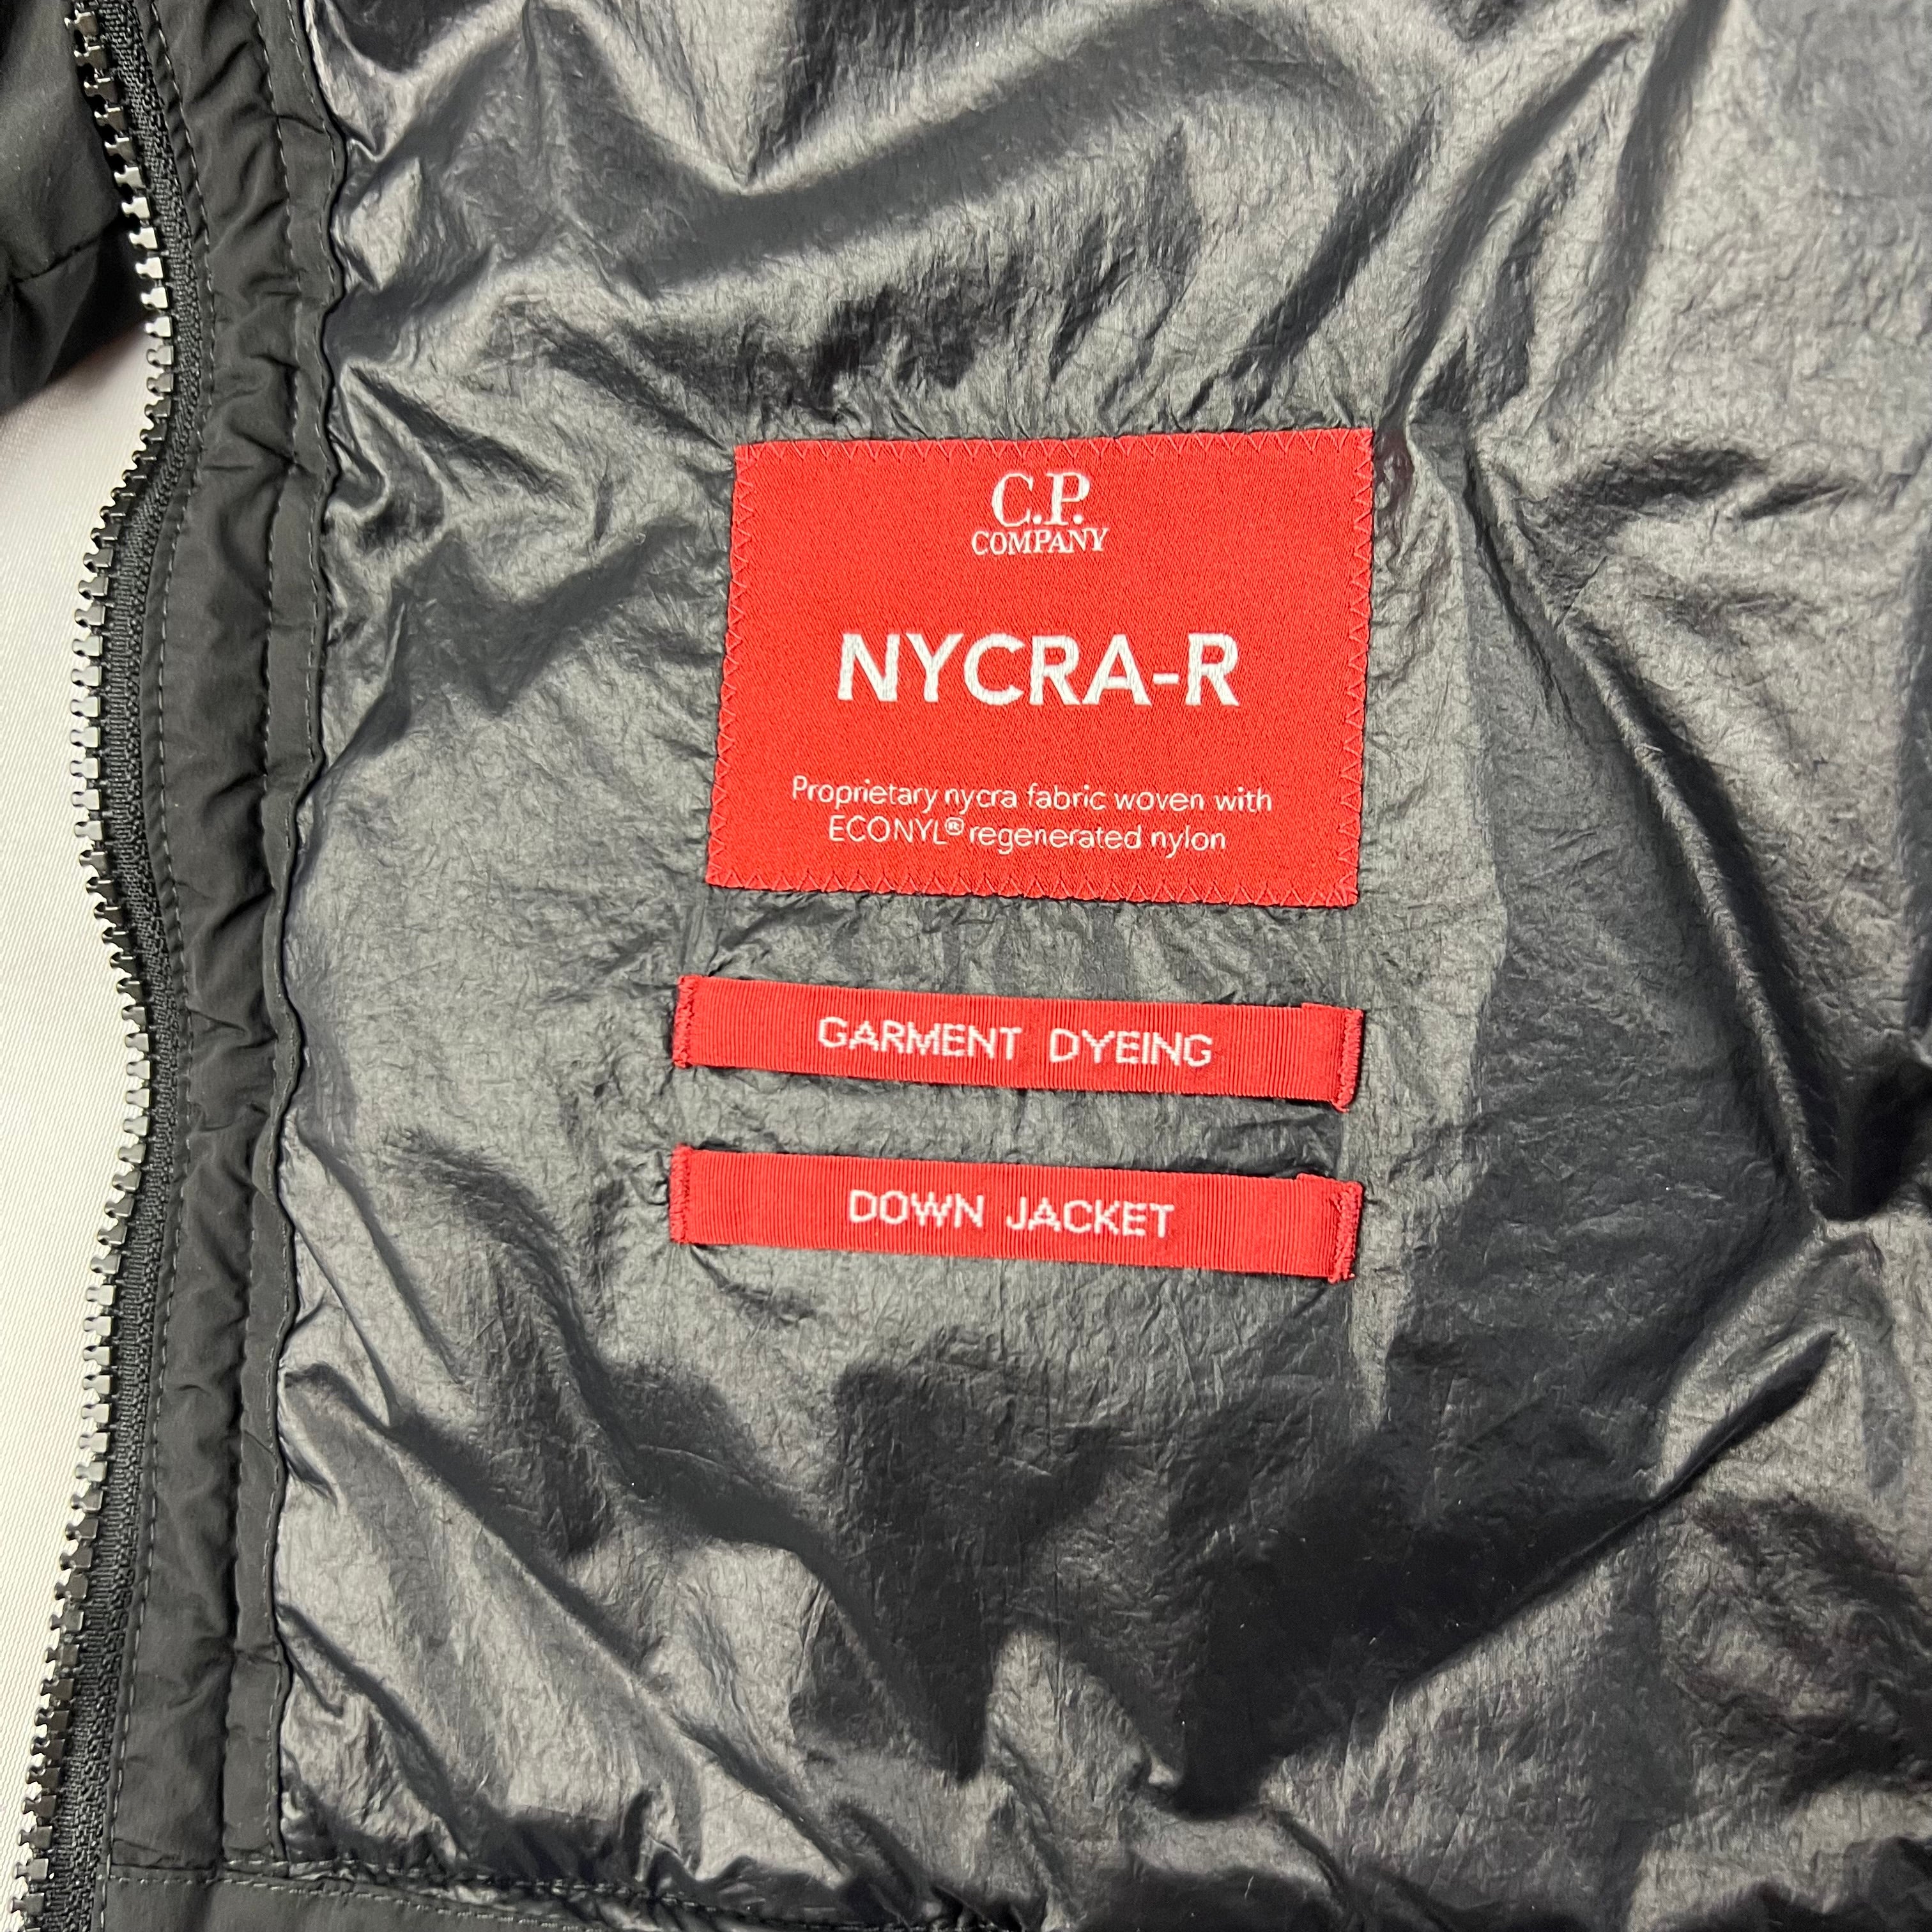 C.P.
COMPANY
NYCRA-R
Proprietary nycra fabric woven with
ECONYL® regenerated nylon
GARMENT DYEING
DOWN JACKET